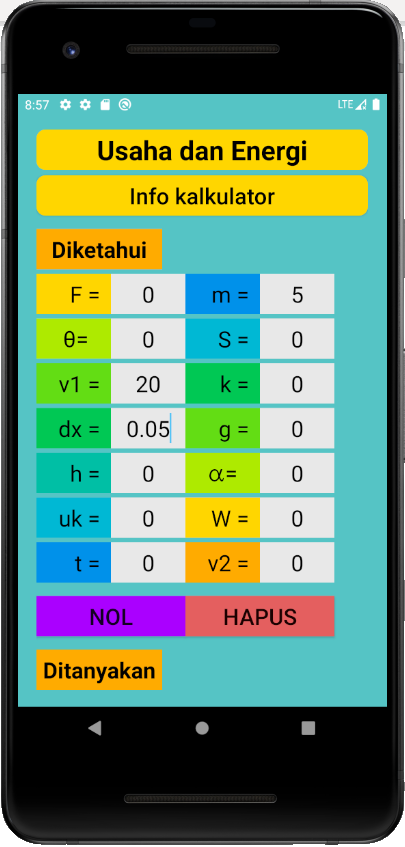 8:57 LTE
Usaha dan Energi
Info kalkulator
Diketahui
F = 0 m = 5
θ= 0 S = 0
v1 = 20 k = 0
dx = 0.05 g = 0
h = 0 α= 0
uk = 0 W = 0
t = 0 v2 = 0
NOL HAPUS
Ditanyakan